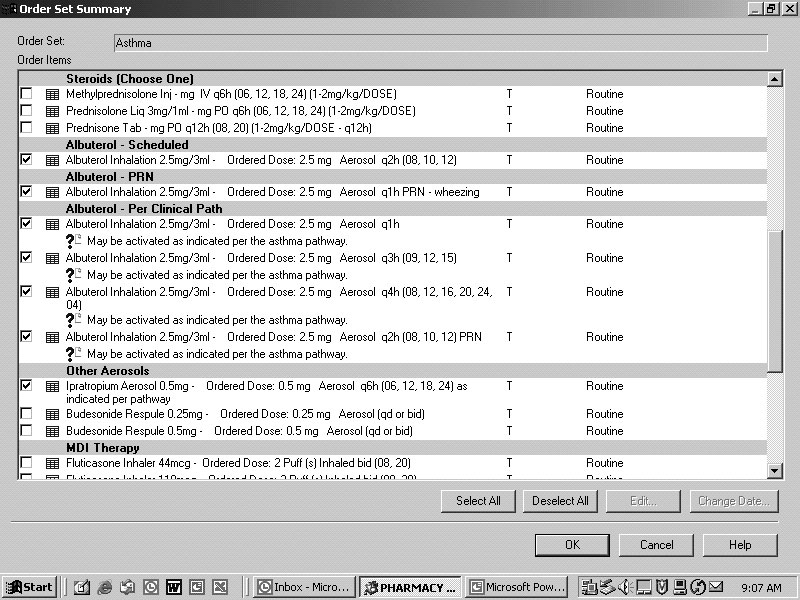 Order Set Summary
Order Set: Asthma
Order Items
Steroids (Choose One)
Methylprednisolone Inj - mg IV q6h (06, 12, 18, 24) (1-2mg/kg/DOSE) T Routine
Prednisolone Liq 3mg/1ml - mg PO q6h (06, 12, 18, 24) (1-2mg/kg/DOSE) T Routine
Prednisone Tab - mg PO q12h (08, 20) (1-2mg/kg/DOSE - q12h) T Routine
Albuterol - Scheduled
Albuterol Inhalation 2.5mg/3ml - Ordered Dose: 2.5 mg Aerosol q2h (08, 10, 12) T Routine
Albuterol - PRN
Albuterol Inhalation 2.5mg/3ml - Ordered Dose: 2.5 mg Aerosol q1h PRN - wheezing T Routine
Albuterol - Per Clinical Path
Albuterol Inhalation 2.5mg/3ml - Ordered Dose: 2.5 mg Aerosol q1h T Routine
May be activated as indicated per the asthma pathway.
Albuterol Inhalation 2.5mg/3ml - Ordered Dose: 2.5 mg Aerosol q3h (09, 12, 15) T Routine
May be activated as indicated per the asthma pathway.
Albuterol Inhalation 2.5mg/3ml - Ordered Dose: 2.5 mg Aerosol q4h (08, 12, 16, 20, 24, T Routine
04)
May be activated as indicated per the asthma pathway.
Albuterol Inhalation 2.5mg/3ml - Ordered Dose: 2.5 mg Aerosol q2h (08, 10, 12) PRN T Routine
May be activated as indicated per the asthma pathway.
Other Aerosols
Ipratropium Aerosol 0.5mg - Ordered Dose: 0.5 mg Aerosol q6h (06, 12, 18, 24) as T Routine
indicated per pathway
Budesonide Respule 0.25mg - Ordered Dose: 0.25 mg Aerosol (qd or bid) T Routine
Budesonide Respule 0.5mg - Ordered Dose: 0.5 mg Aerosol (qd or bid) T Routine
MDI Therapy
Fluticasone Inhaler 44mcg - Ordered Dose: 2 Puff (s) Inhaled bid (08, 20) T Routine
Select All Deselect All Edit... Change Date...
OK Cancel Help
Start Inbox - Micro... PHARMACY ... Microsoft Pow... 9:07 AM